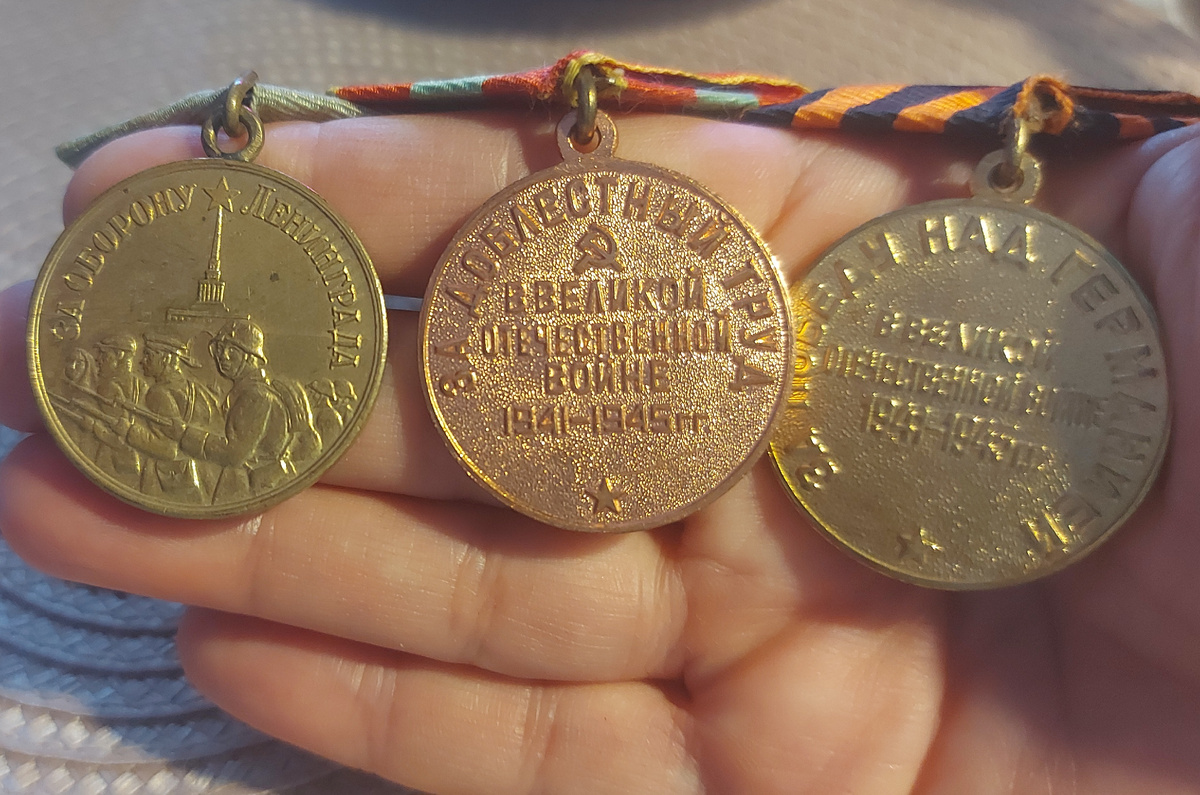 ЗА ОБОРОНУ ЛЕНИНГРАДА
ЗА ДОБЛЕСТНЫЙ ТРУД
В ВЕЛИКОЙ
ОТЕЧЕСТВЕННОЙ
ВОЙНЕ
1941–1945 гг.
ЗА ПОБЕДУ НАД ГЕРМАНИЕЙ
В ВЕЛИКОЙ
ОТЕЧЕСТВЕННОЙ ВОЙНЕ
1941–1945 гг.